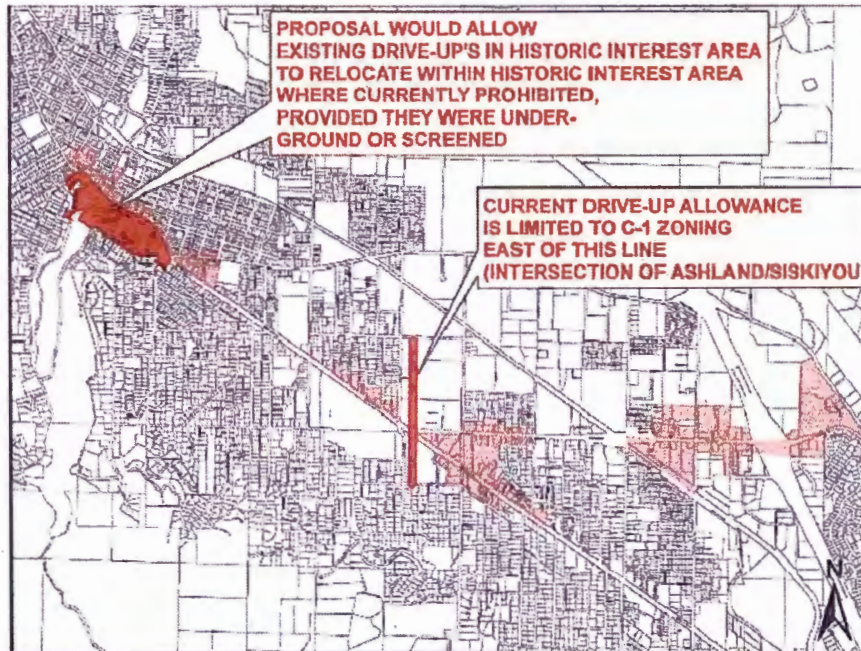 PROPOSAL WOULD ALLOW
EXISTING DRIVE-UP'S IN HISTORIC INTEREST AREA
TO RELOCATE WITHIN HISTORIC INTEREST AREA
WHERE CURRENTLY PROHIBITED,
PROVIDED THEY WERE UNDER-
GROUND OR SCREENED
CURRENT DRIVE-UP ALLOWANCE
IS LIMITED TO C-1 ZONING
EAST OF THIS LINE
(INTERSECTION OF ASHLAND/SISKIYOU
N